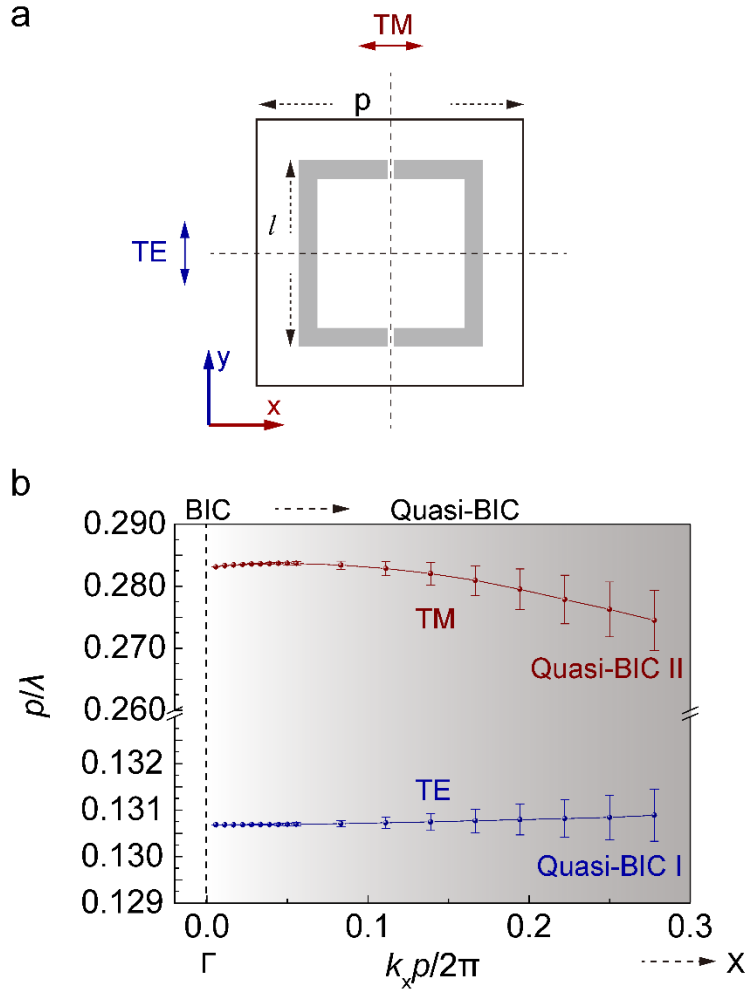 a
TM
p
l
TE
y
x
b
BIC
Quasi-BIC
0.290
0.280
0.270
0.260
0.132
0.131
0.130
0.129
p/λ
TM
Quasi-BIC II
TE
Quasi-BIC I
0.0
0.1
0.2
0.3
Γ
kₓp/2π
X